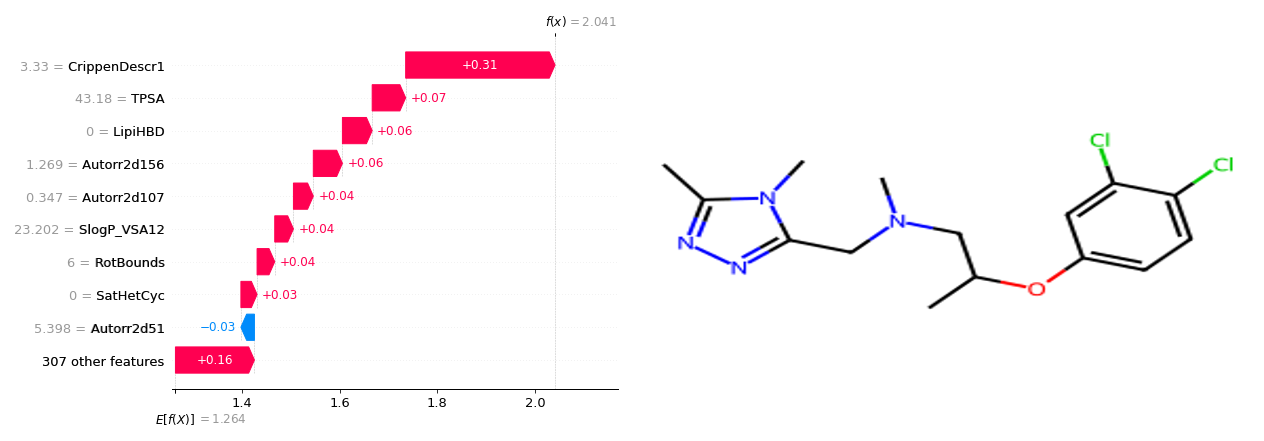 f(x) = 2.041
3.33 = CrippenDescr1
+0.31
43.18 = TPSA
+0.07
0 = LipiHBD
+0.06
1.269 = Autorr2d156
+0.06
0.347 = Autorr2d107
+0.04
23.202 = SlogP_VSA12
+0.04
6 = RotBounds
+0.04
0 = SatHetCyc
+0.03
5.398 = Autorr2d51
−0.03
307 other features
+0.16
1.4 1.6 1.8 2.0
E[f(X)] = 1.264
Cl
Cl
N
N
N
N
O